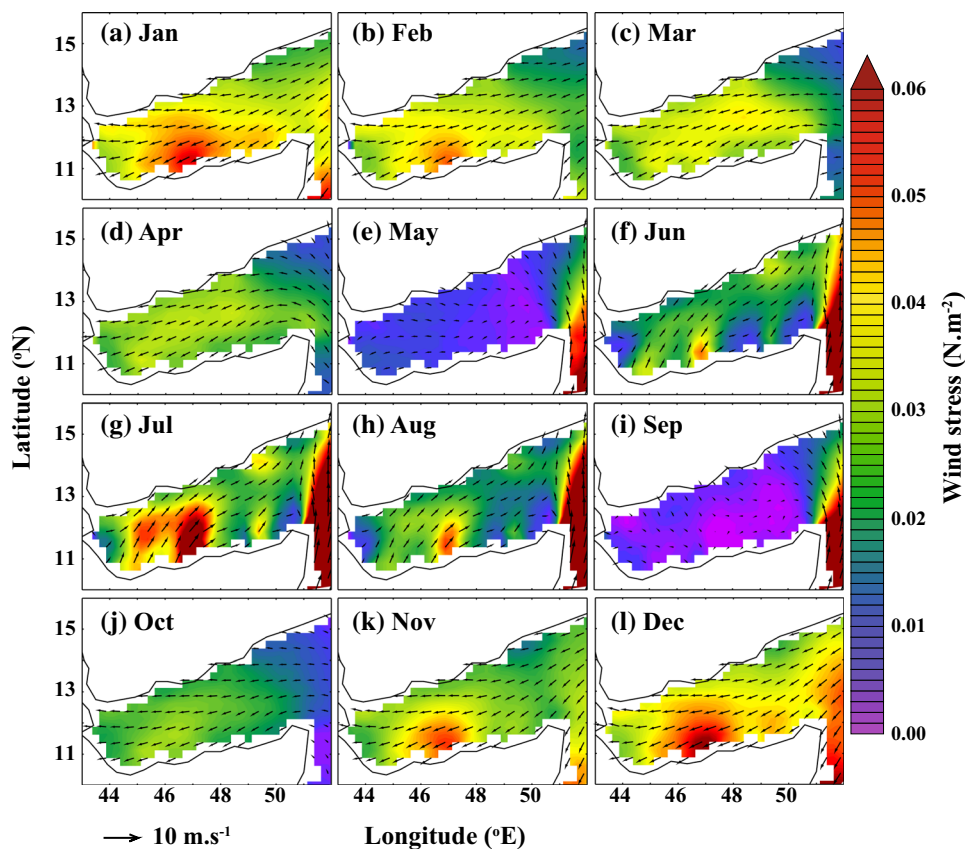 (a) Jan
(b) Feb
(c) Mar
15
13
11
(d) Apr
(e) May
(f) Jun
15
13
11
(g) Jul
(h) Aug
(i) Sep
15
13
11
(j) Oct
(k) Nov
(l) Dec
15
13
11
44 46 48 50
44 46 48 50
44 46 48 50
Latitude (°N)
Longitude (°E)
10 m.s⁻¹
0.06
0.05
0.04
0.03
0.02
0.01
0.00
Wind stress (N.m⁻²)